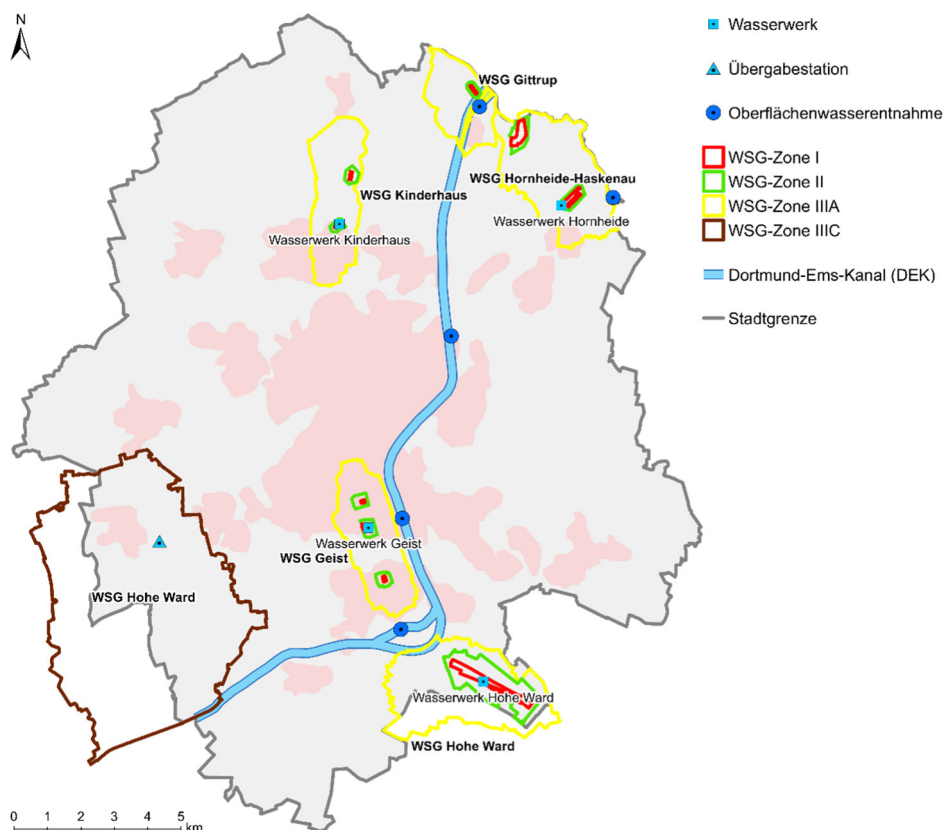 N
WSG Gittrup
WSG Kinderhaus
WSG Hornheide-Haskenau
Wasserwerk Hornheide
Wasserwerk Kinderhaus
Wasserwerk Geist
WSG Geist
WSG Hohe Ward
Wasserwerk Hohe Ward
WSG Hohe Ward
0 1 2 3 4 5
km
Wasserwerk
Übergabestation
Oberflächenwasserentnahme
WSG-Zone I
WSG-Zone II
WSG-Zone IIIA
WSG-Zone IIIC
Dortmund-Ems-Kanal (DEK)
Stadtgrenze